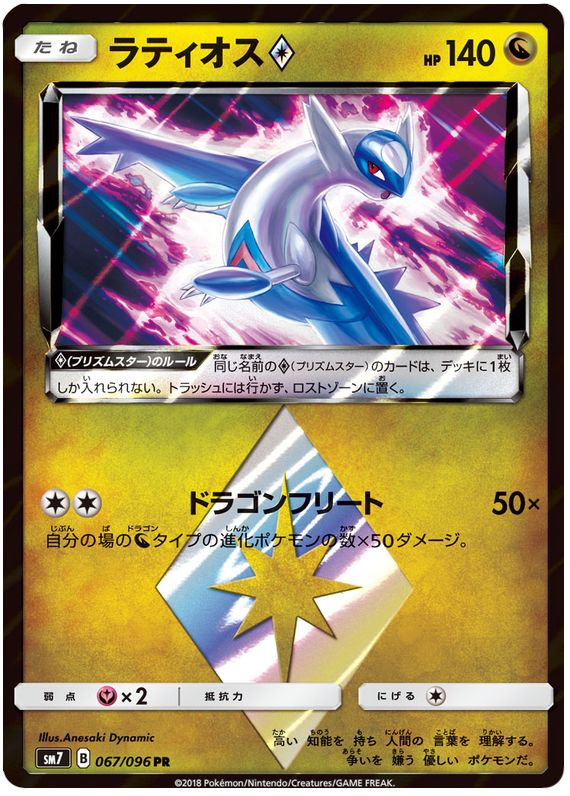 たね ラティオス HP 140
(プリズムスター)のルール 同じ名前の(プリズムスター)のカードは、デッキに1枚
しか入れられない。トラッシュには行かず、ロストゾーンに置く。
ドラゴンフリート 50×
自分の場のタイプの進化ポケモンの数×50ダメージ。
弱点 ×2 抵抗力 にげる
Illus.Anesaki Dynamic
高い 知能を 持ち 人間の 言葉を 理解する。
争いを 嫌う 優しい ポケモンだ。
SM7 B 067/096 PR
©2018 Pokémon/Nintendo/Creatures/GAME FREAK.